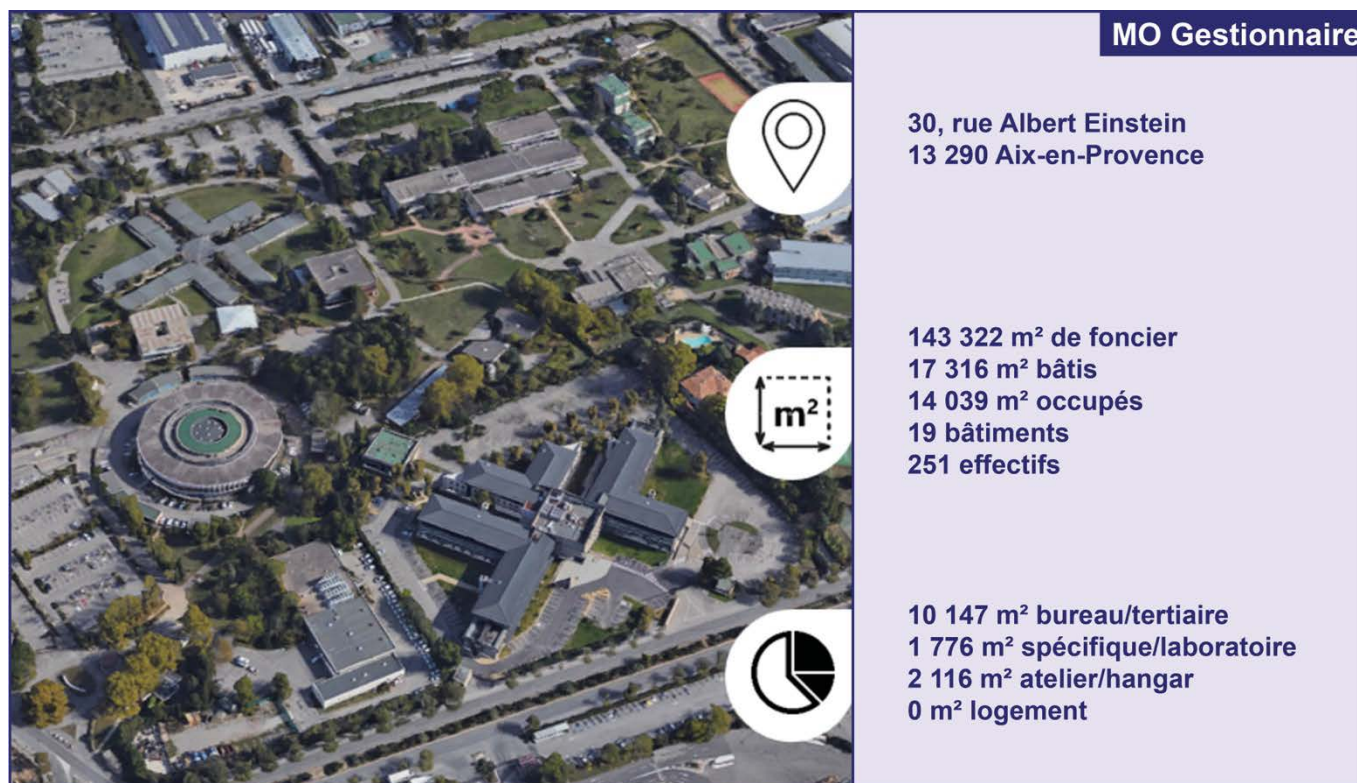 MO Gestionnaire
30, rue Albert Einstein
13 290 Aix-en-Provence
m²
143 322 m² de foncier
17 316 m² bâtis
14 039 m² occupés
19 bâtiments
251 effectifs
10 147 m² bureau/tertiaire
1 776 m² spécifique/laboratoire
2 116 m² atelier/hangar
0 m² logement